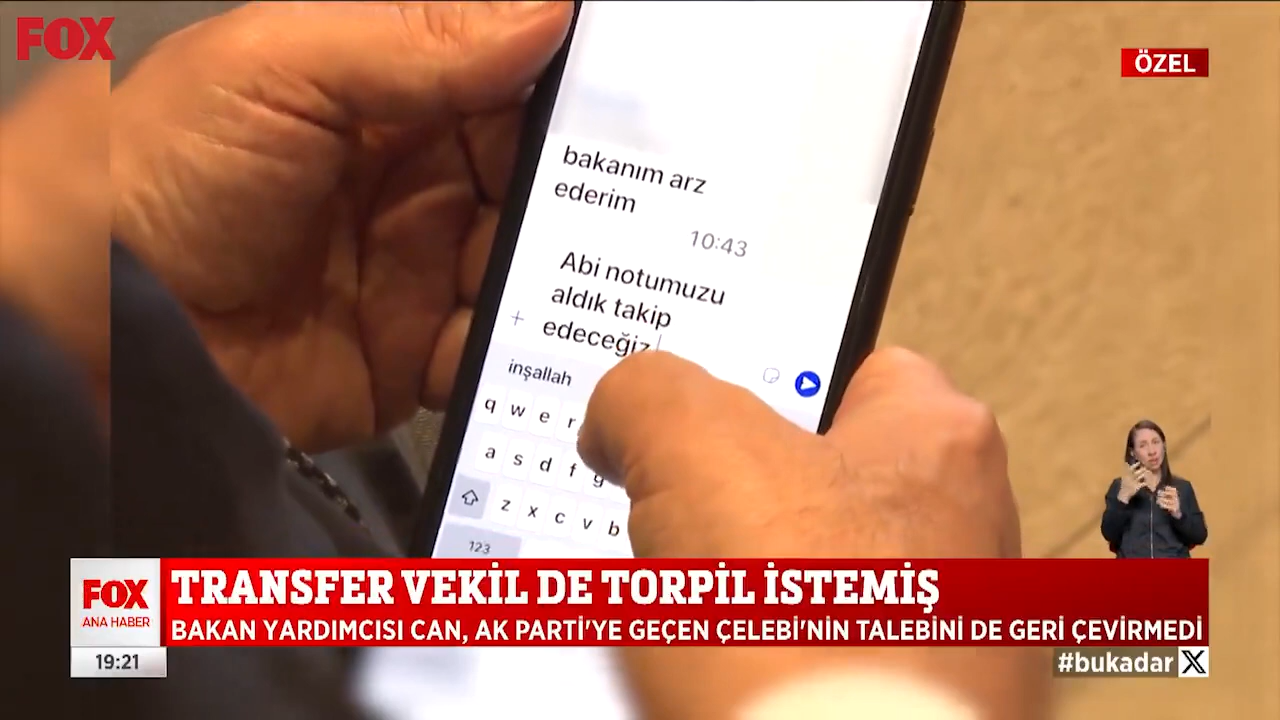 FOX
ÖZEL
bakanım arz
ederim
10:43
Abi notumuzu
aldık takip
edeceğiz
inşallah
q w e r
a s d f g
z x c v b
123
FOX
ANA HABER
19:21
TRANSFER VEKİL DE TORPİL İSTEMİŞ
BAKAN YARDIMCISI CAN, AK PARTİ'YE GEÇEN ÇELEBİ'NİN TALEBİNİ DE GERİ ÇEVİRMEDİ
#bukadar X